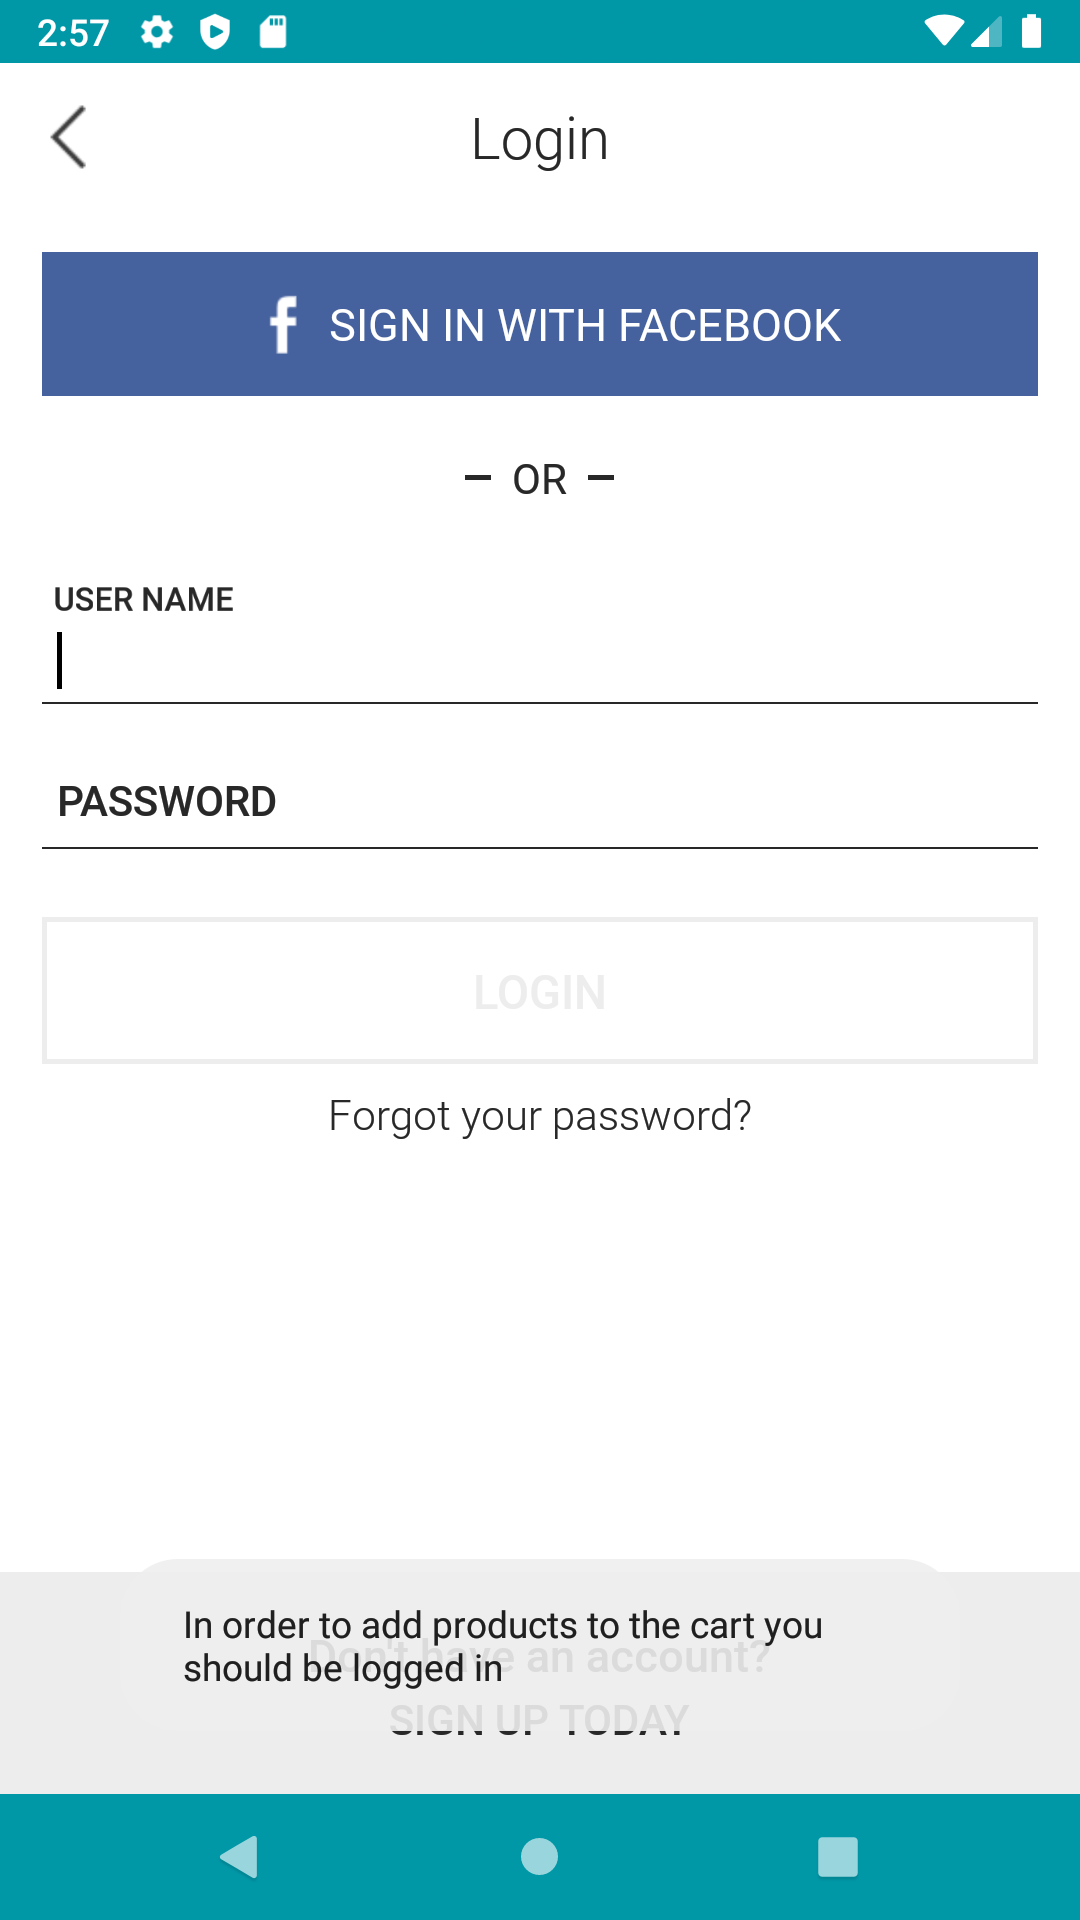 2:57
Login
f SIGN IN WITH FACEBOOK
– OR –
USER NAME
PASSWORD
LOGIN
Forgot your password?
In order to add products to the cart you
should be logged in
Don't have an account?
SIGN UP TODAY